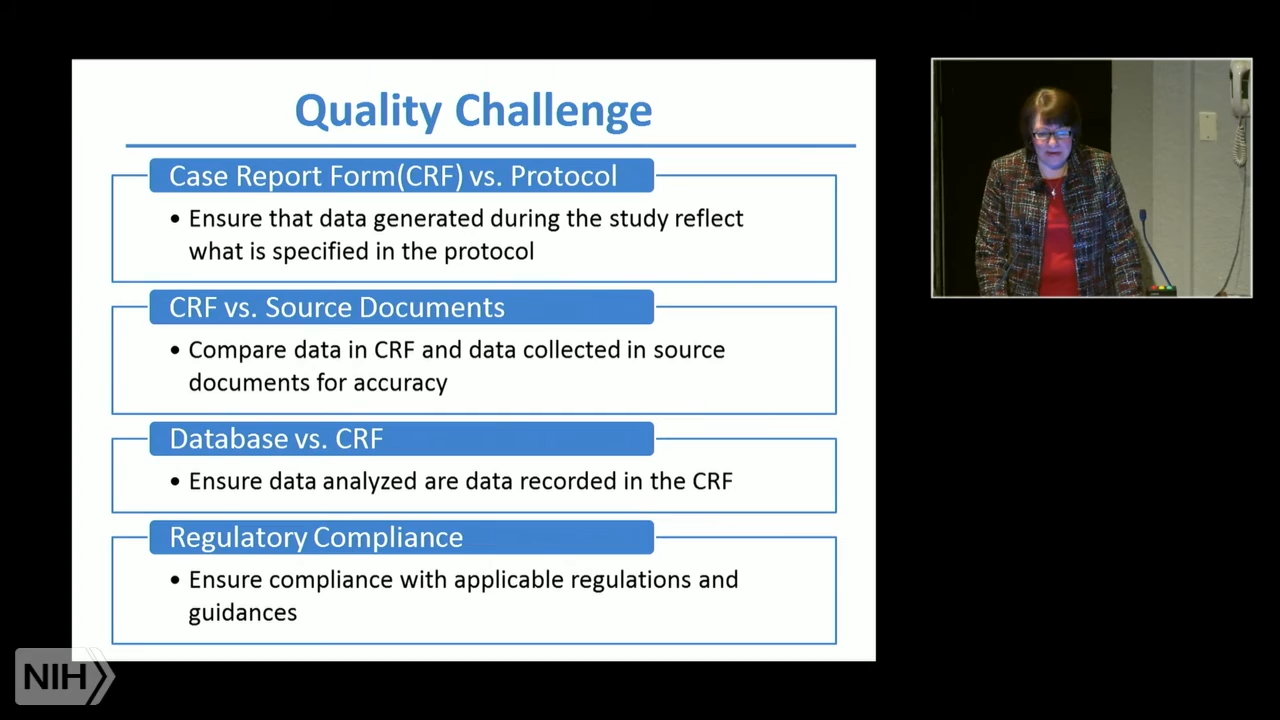 Quality Challenge
Case Report Form(CRF) vs. Protocol
• Ensure that data generated during the study reflect
what is specified in the protocol
CRF vs. Source Documents
• Compare data in CRF and data collected in source
documents for accuracy
Database vs. CRF
• Ensure data analyzed are data recorded in the CRF
Regulatory Compliance
• Ensure compliance with applicable regulations and
guidances
NIH